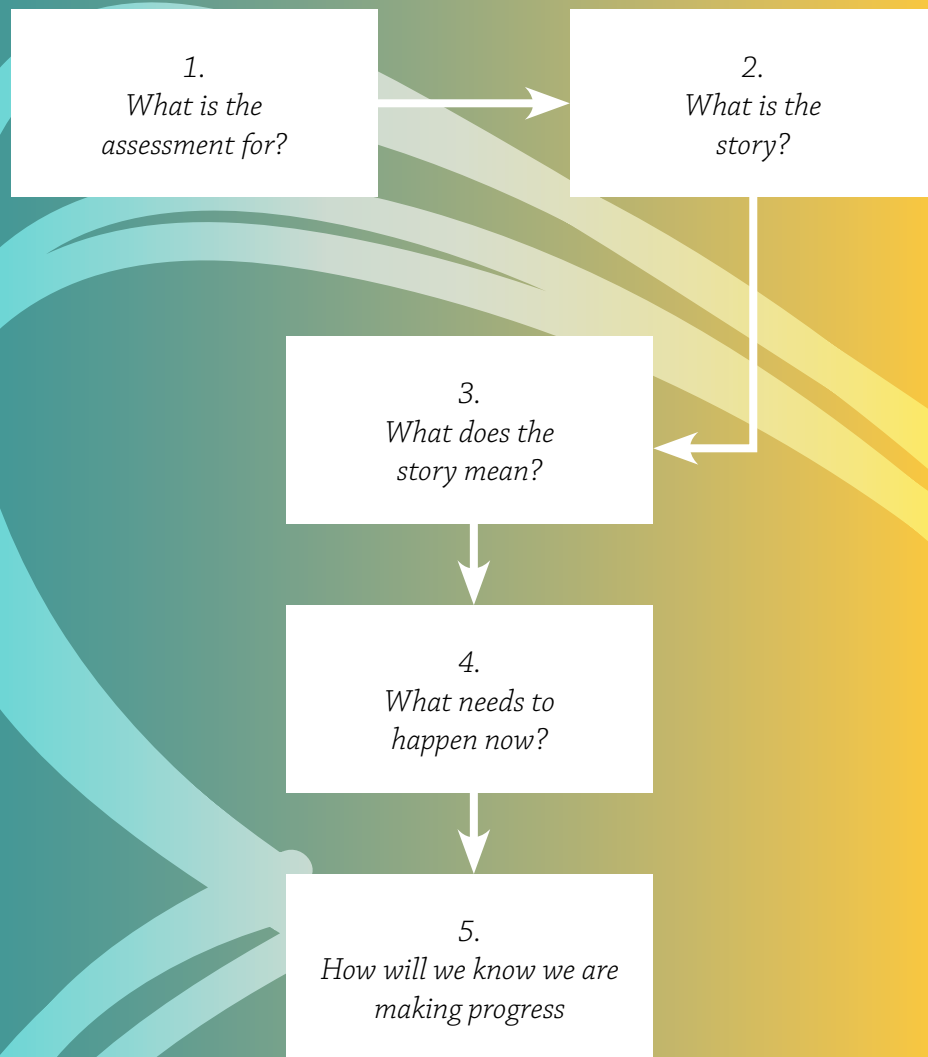 1.
What is the
assessment for?
2.
What is the
story?
3.
What does the
story mean?
4.
What needs to
happen now?
5.
How will we know we are
making progress